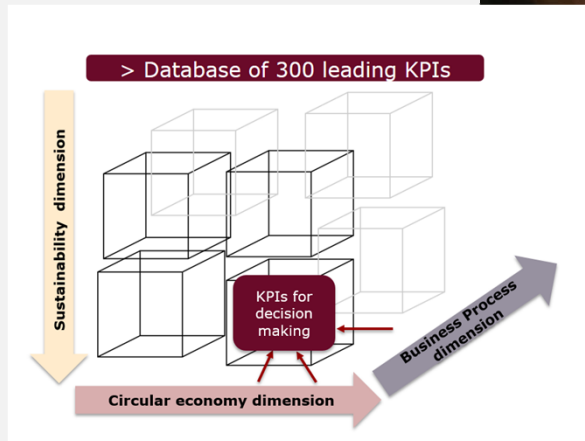 > Database of 300 leading KPIs
Sustainability dimension
KPIs for
decision
making
Business Process
dimension
Circular economy dimension